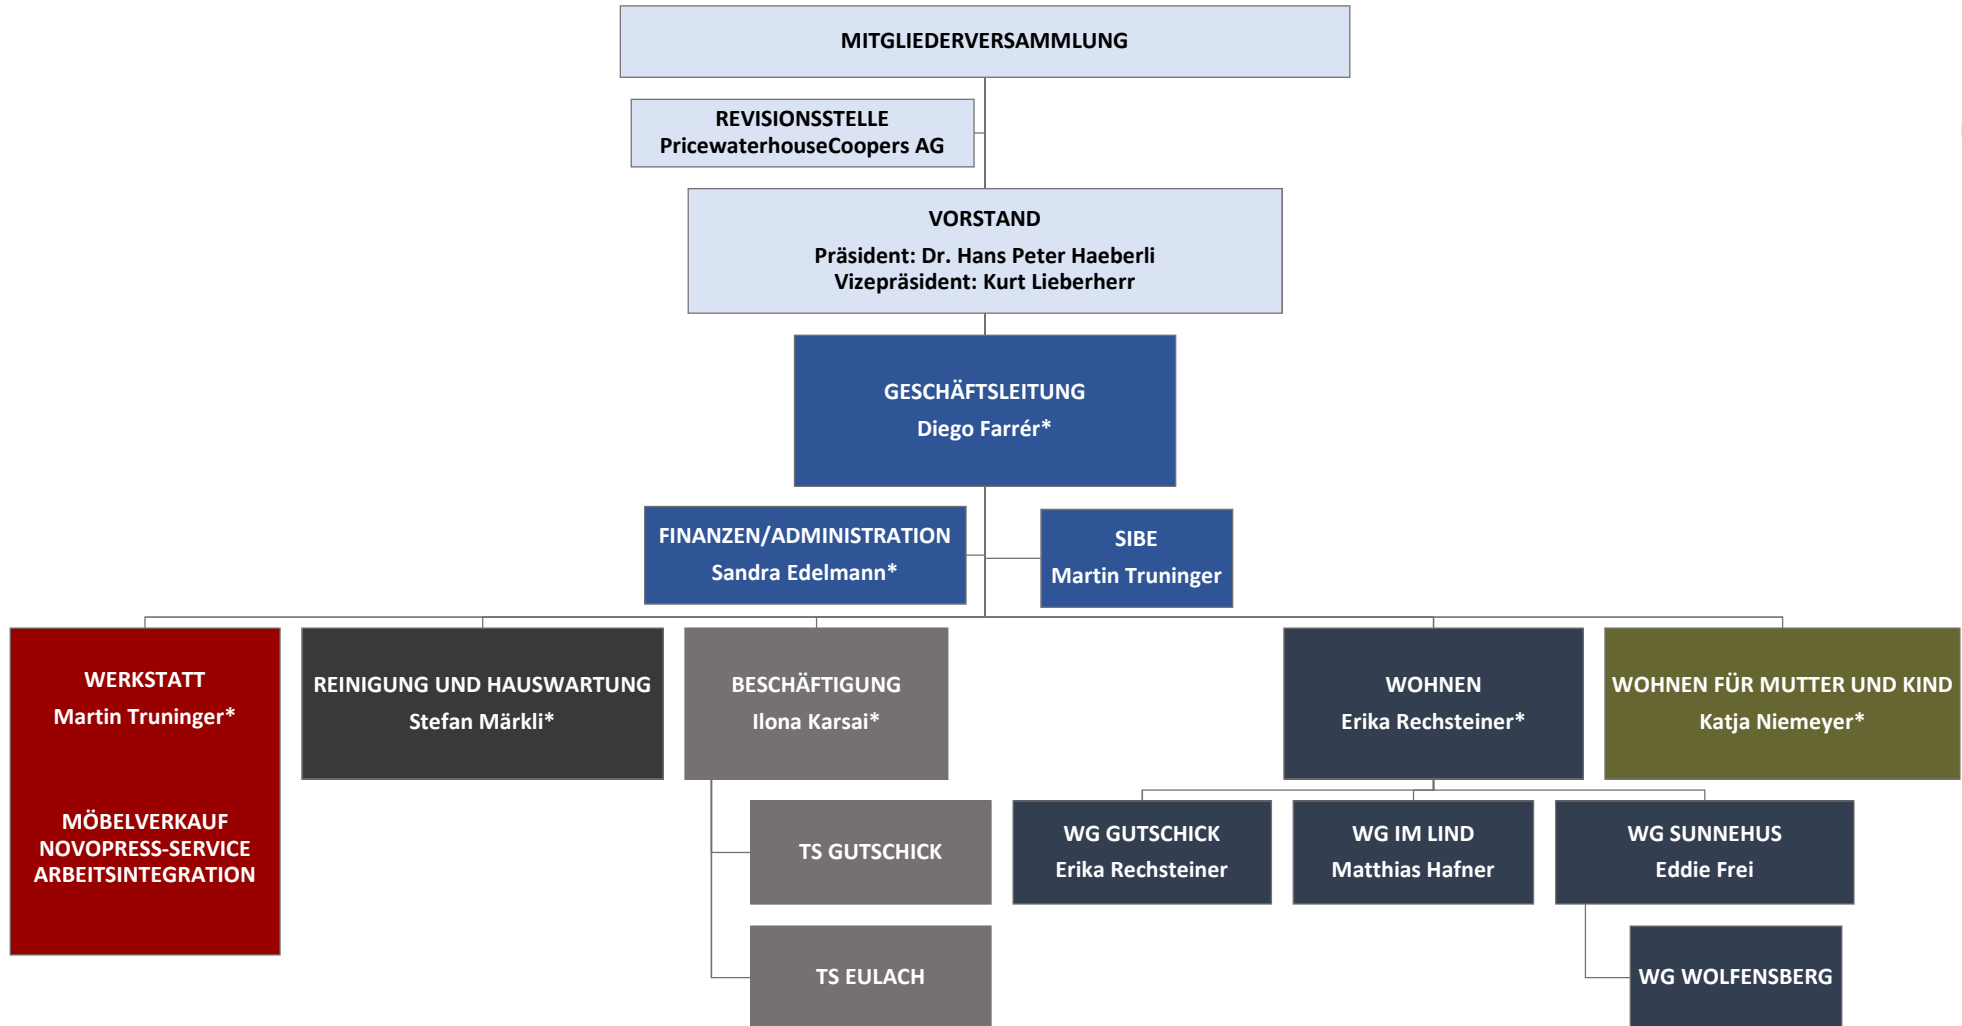 MITGLIEDERVERSAMMLUNG
REVISIONSSTELLE
PricewaterhouseCoopers AG
VORSTAND
Präsident: Dr. Hans Peter Haeberli
Vizepräsident: Kurt Lieberherr
GESCHÄFTSLEITUNG
Diego Farrér*
FINANZEN/ADMINISTRATION
Sandra Edelmann*
SIBE
Martin Truninger
WERKSTATT
Martin Truninger*
MÖBELVERKAUF
NOVOPRESS-SERVICE
ARBEITSINTEGRATION
REINIGUNG UND HAUSWARTUNG
Stefan Märkli*
BESCHÄFTIGUNG
Ilona Karsai*
TS GUTSCHICK
TS EULACH
WOHNEN
Erika Rechsteiner*
WG GUTSCHICK
Erika Rechsteiner
WG IM LIND
Matthias Hafner
WG SUNNEHUS
Eddie Frei
WG WOLFENSBERG
WOHNEN FÜR MUTTER UND KIND
Katja Niemeyer*